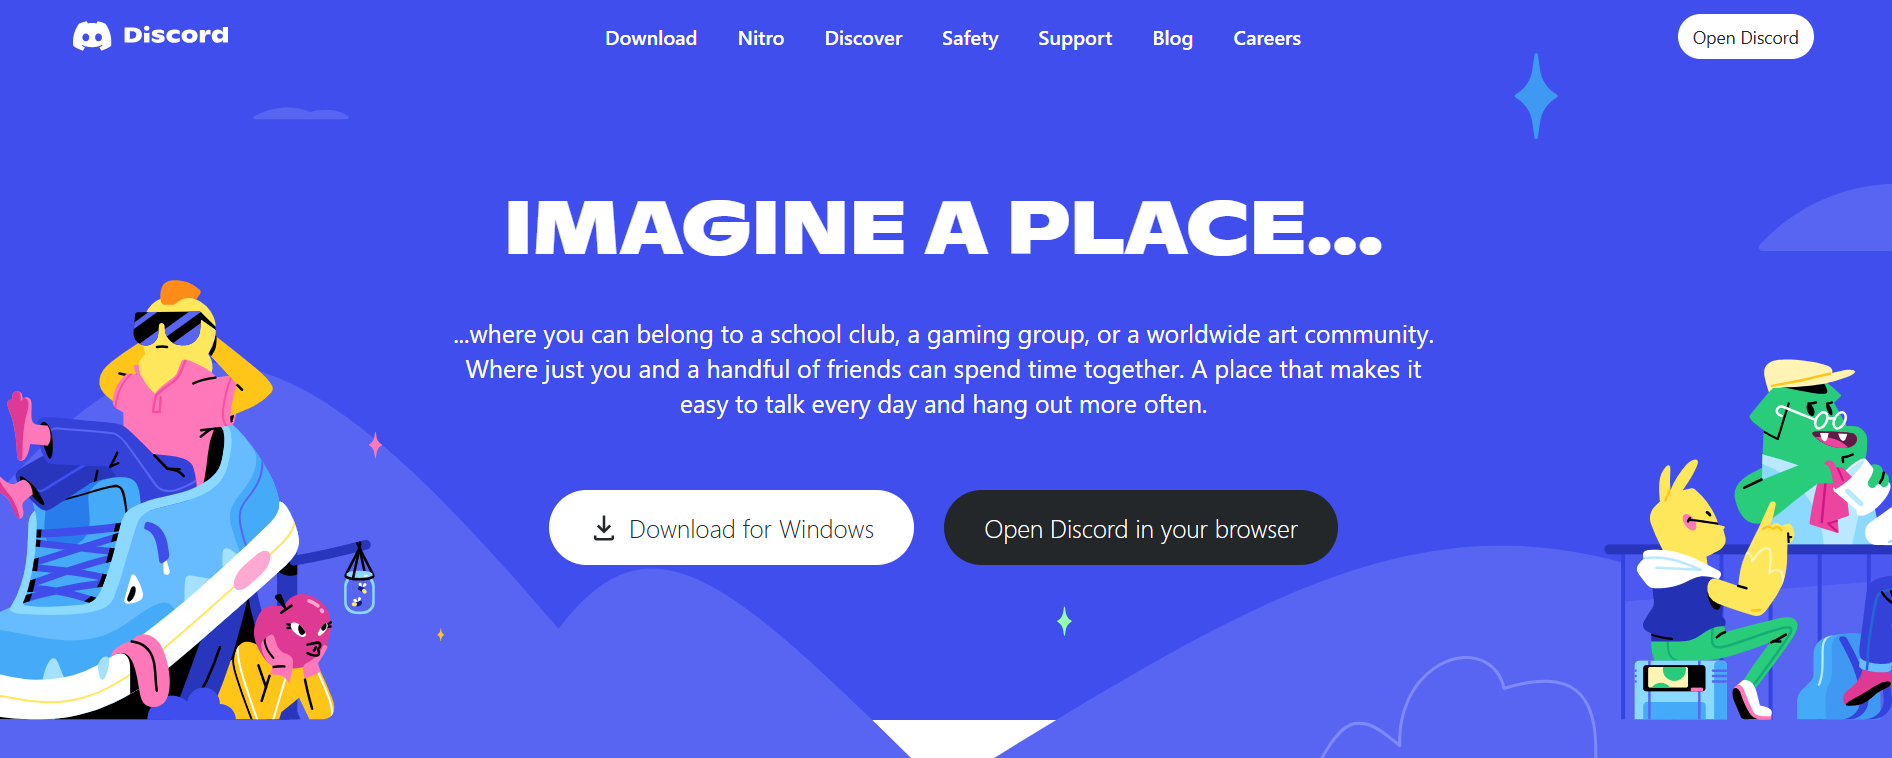 Discord
Download Nitro Discover Safety Support Blog Careers
Open Discord
IMAGINE A PLACE...
...where you can belong to a school club, a gaming group, or a worldwide art community.
Where just you and a handful of friends can spend time together. A place that makes it
easy to talk every day and hang out more often.
Download for Windows
Open Discord in your browser